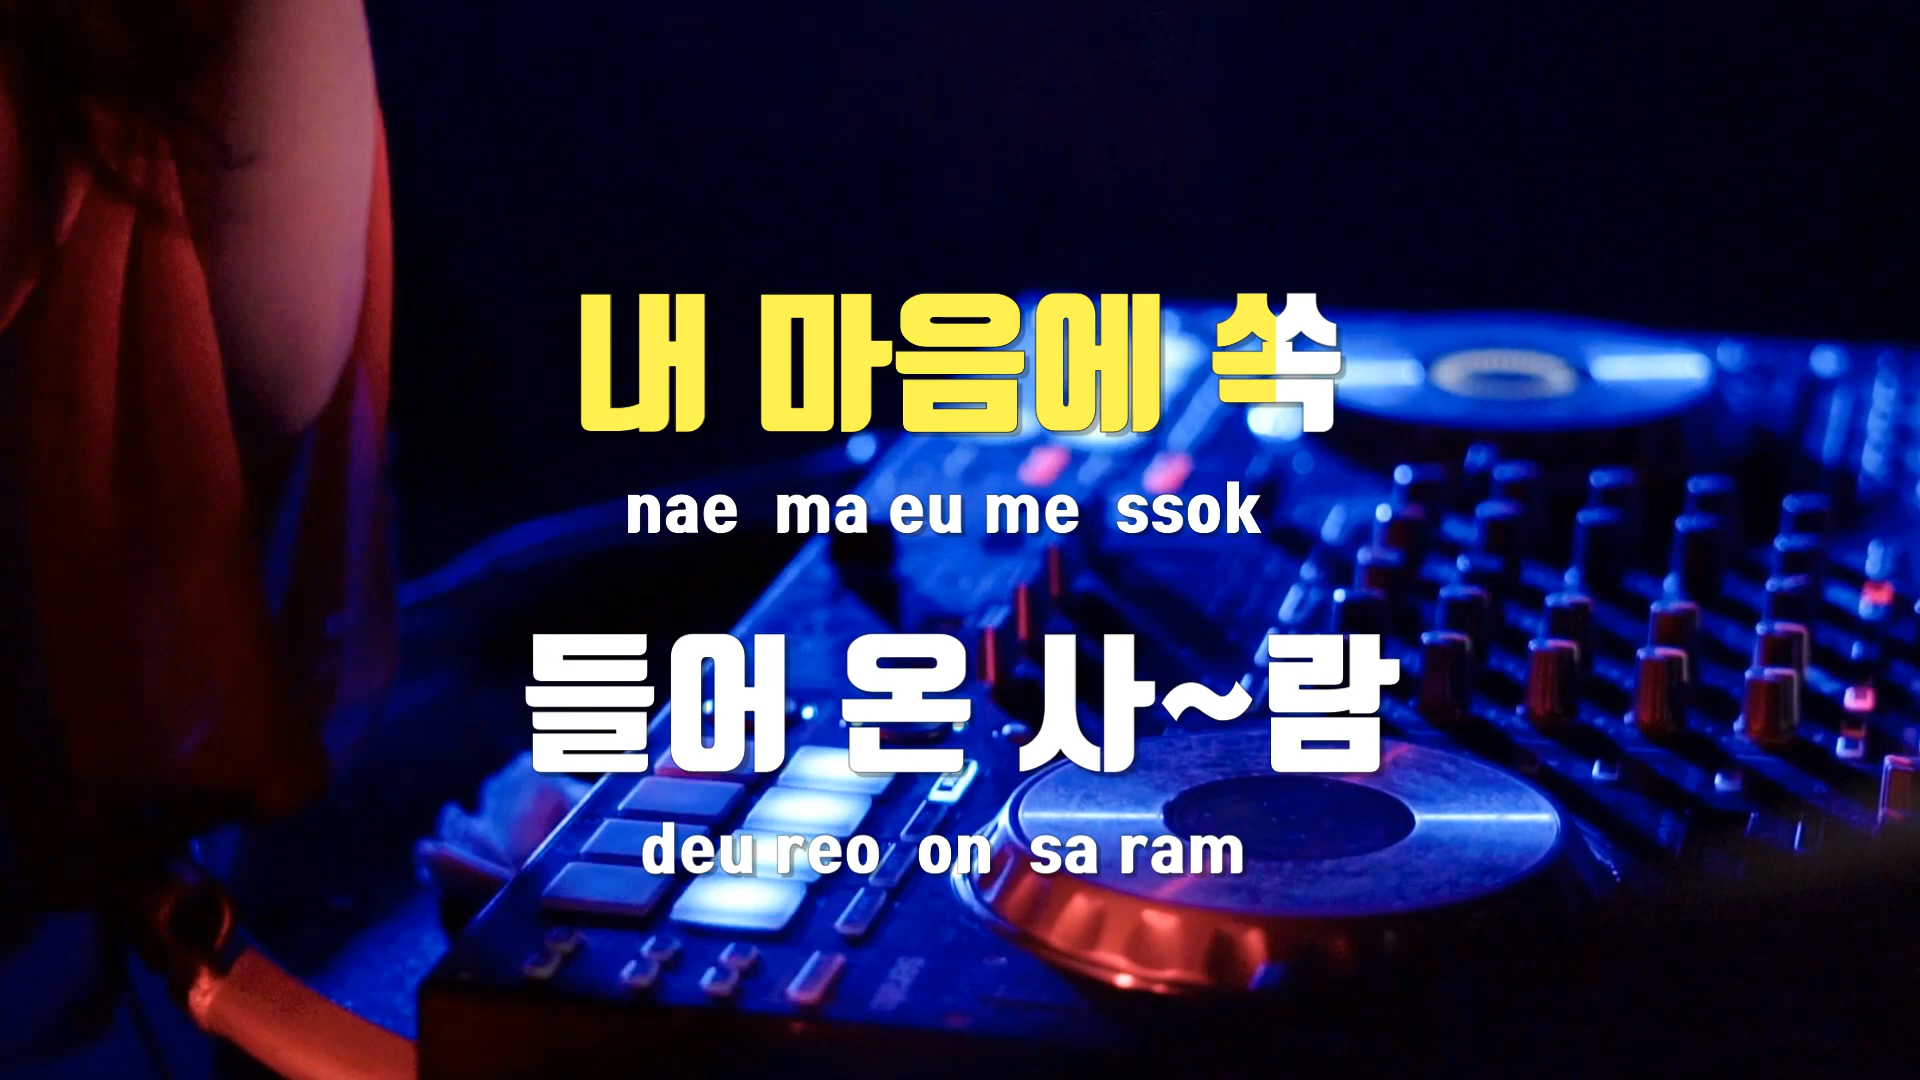 내 마음에 쏙
nae ma eu me ssok
들어 온 사~람
deu reo on sa ram